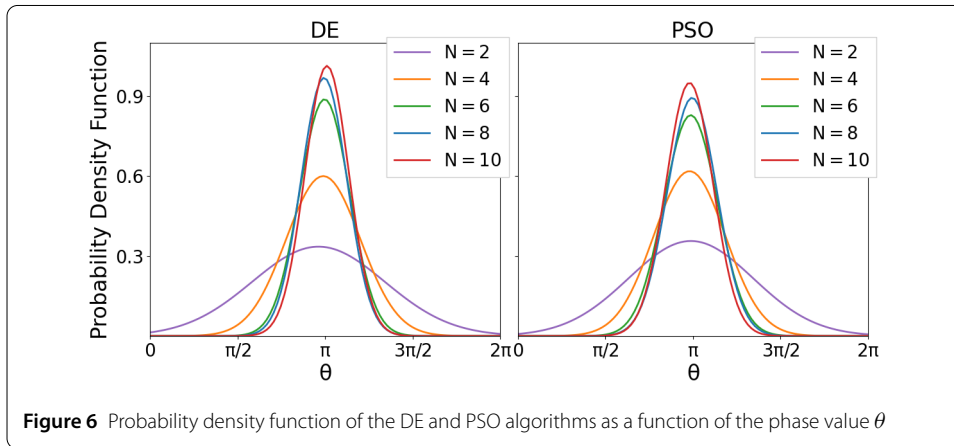 DE
PSO
N = 2
N = 4
N = 6
N = 8
N = 10
N = 2
N = 4
N = 6
N = 8
N = 10
Probability Density Function
0.9
0.6
0.3
0 π/2 π 3π/2 2π
0 π/2 π 3π/2 2π
θ
θ
Figure 6 Probability density function of the DE and PSO algorithms as a function of the phase value θ